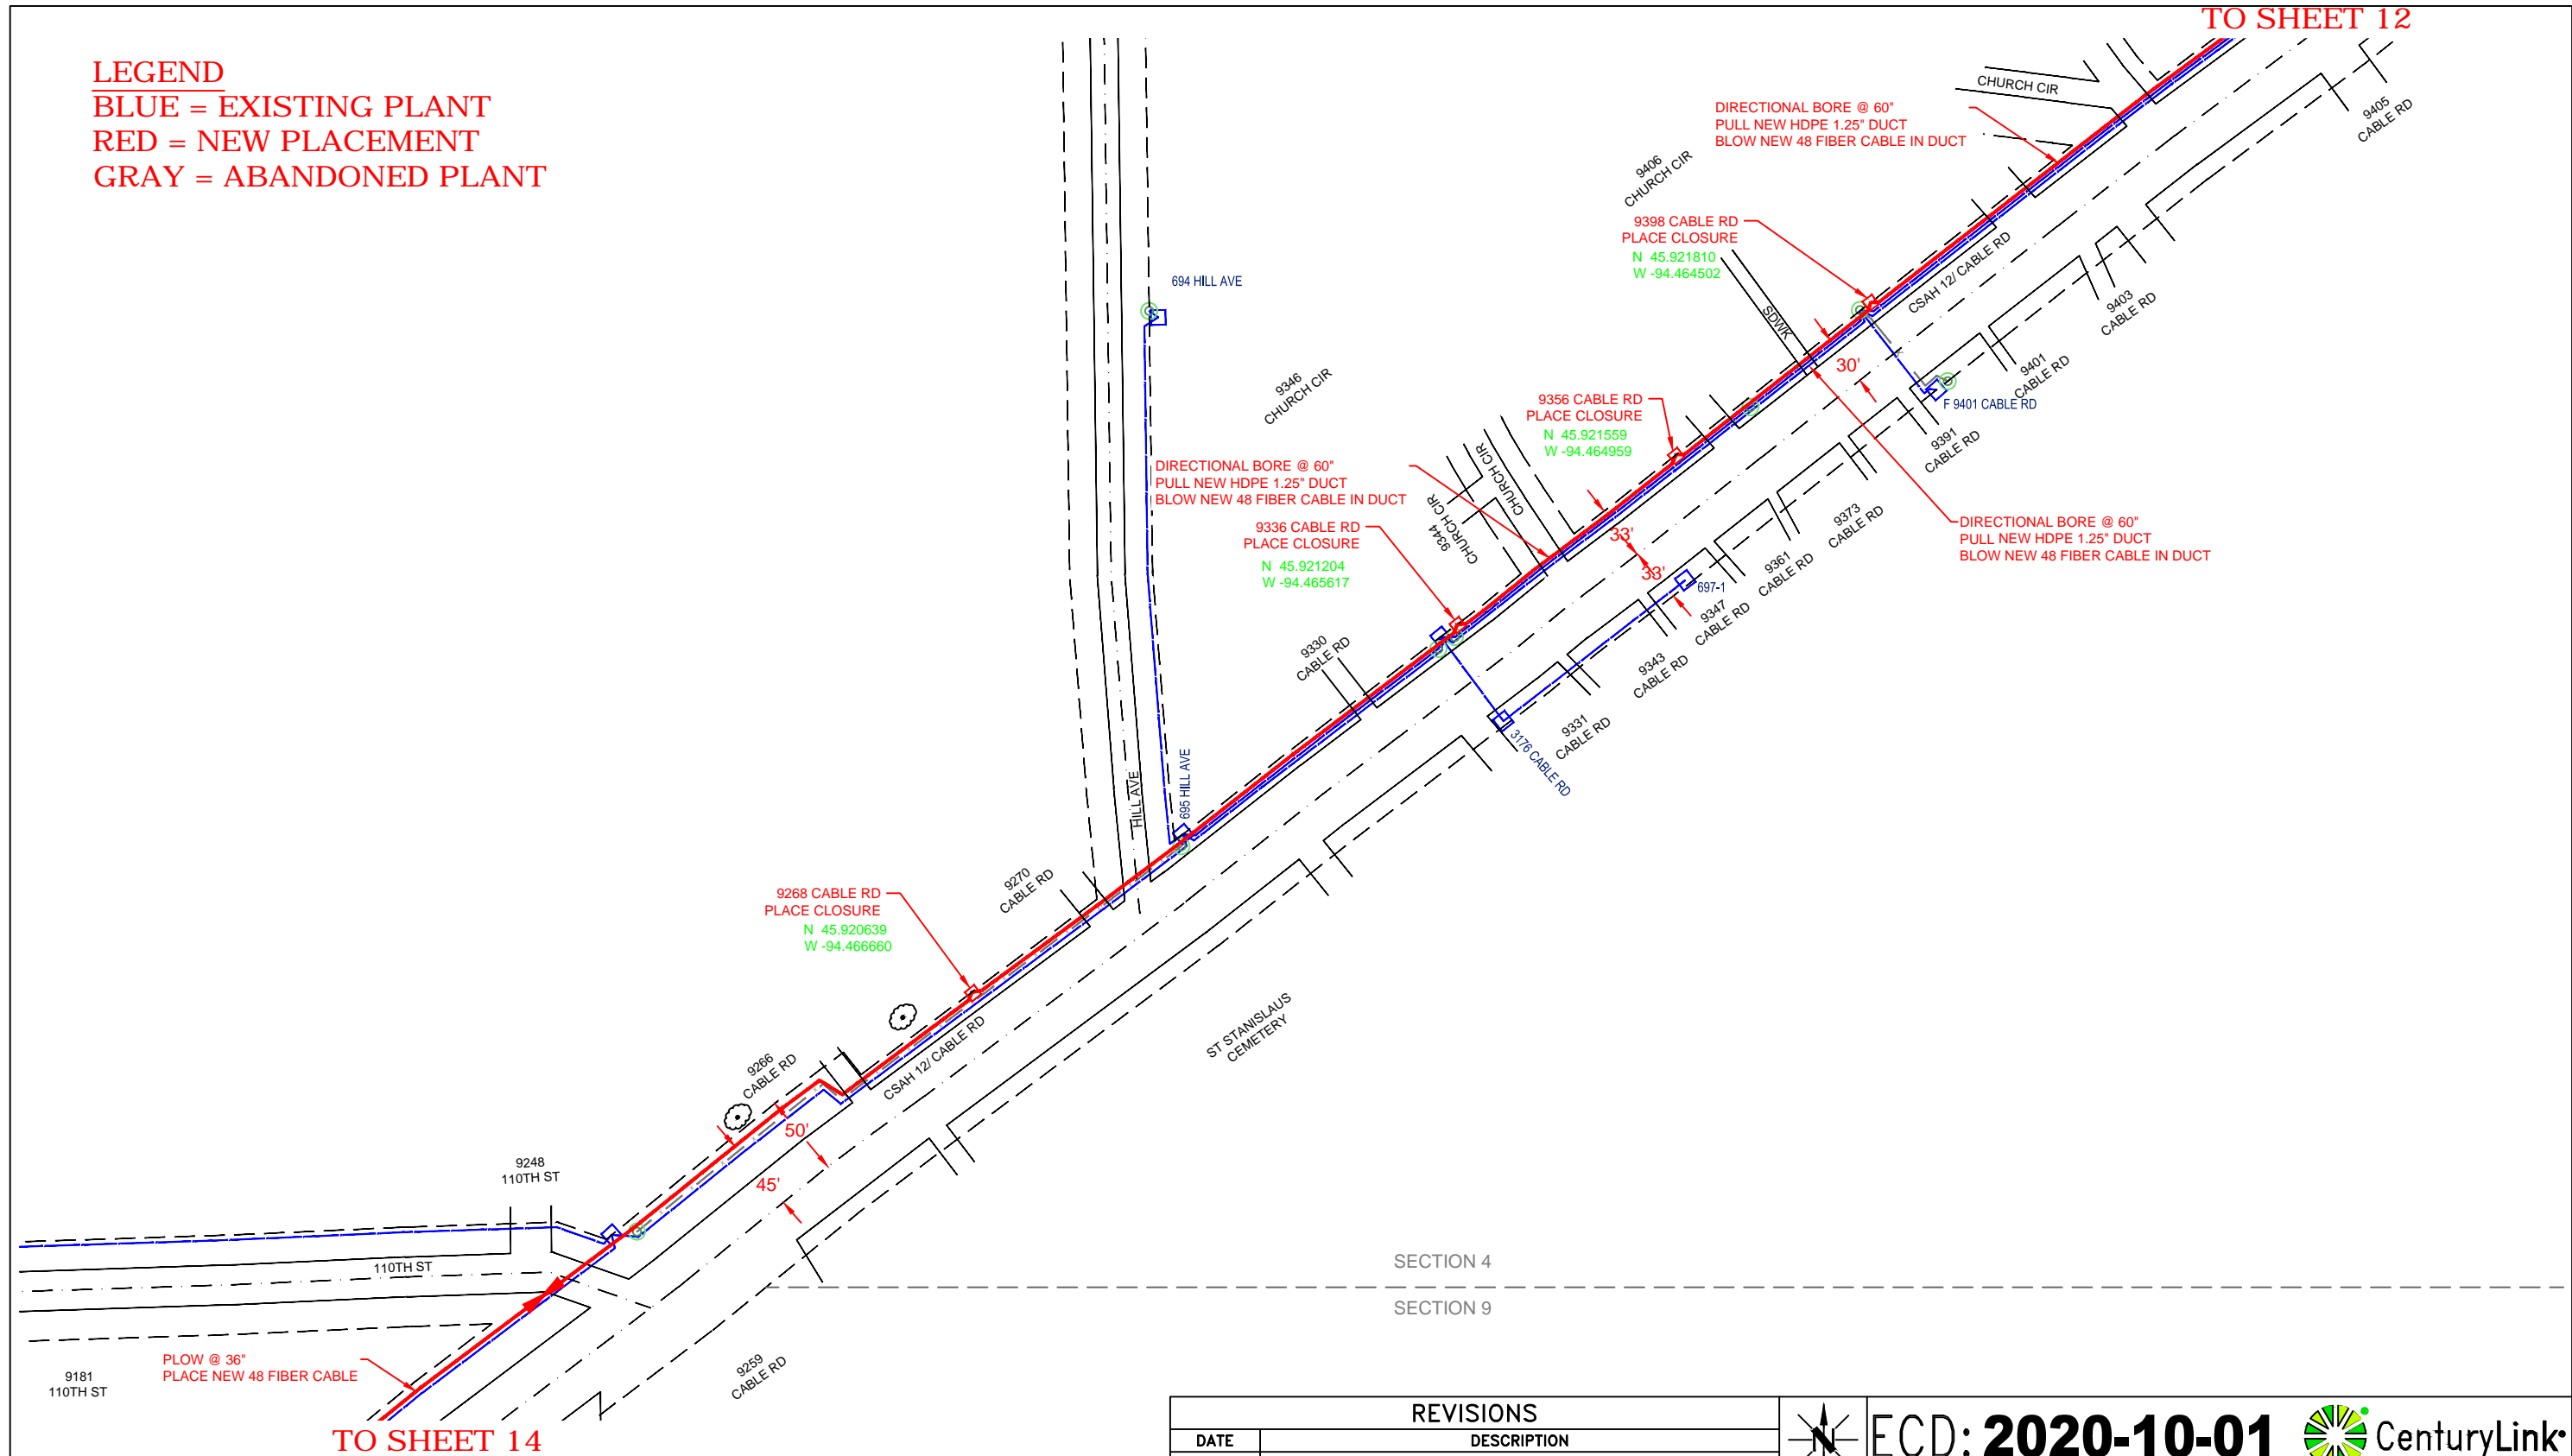 TO SHEET 12
LEGEND
BLUE = EXISTING PLANT
RED = NEW PLACEMENT
GRAY = ABANDONED PLANT
CHURCH CIR
DIRECTIONAL BORE @ 60"
PULL NEW HDPE 1.25" DUCT
BLOW NEW 48 FIBER CABLE IN DUCT
9405
CABLE RD
9406
CHURCH CIR
9398 CABLE RD
PLACE CLOSURE
N 45.921810
W -94.464502
SDWK
CSAH 12/ CABLE RD
9403
CABLE RD
694 HILL AVE
30'
9401
CABLE RD
F 9401 CABLE RD
9346
CHURCH CIR
9356 CABLE RD
PLACE CLOSURE
N 45.921559
W -94.464959
9391
CABLE RD
DIRECTIONAL BORE @ 60"
PULL NEW HDPE 1.25" DUCT
BLOW NEW 48 FIBER CABLE IN DUCT
CHURCH CIR
9344
CHURCH CIR
9336 CABLE RD
PLACE CLOSURE
N 45.921204
W -94.465617
33'
33'
9373
CABLE RD
DIRECTIONAL BORE @ 60"
PULL NEW HDPE 1.25" DUCT
BLOW NEW 48 FIBER CABLE IN DUCT
9361
CABLE RD
697-1
9347
CABLE RD
9330
CABLE RD
9343
CABLE RD
9331
CABLE RD
3176 CABLE RD
695 HILL AVE
HILL AVE
9270
CABLE RD
9268 CABLE RD
PLACE CLOSURE
N 45.920639
W -94.466660
ST STANISLAUS
CEMETERY
CSAH 12/ CABLE RD
9266
CABLE RD
50'
45'
9248
110TH ST
110TH ST
SECTION 4
SECTION 9
PLOW @ 36"
PLACE NEW 48 FIBER CABLE
9181
110TH ST
9259
CABLE RD
TO SHEET 14
REVISIONS
DATE DESCRIPTION
N
ECD: 2020-10-01
CenturyLink